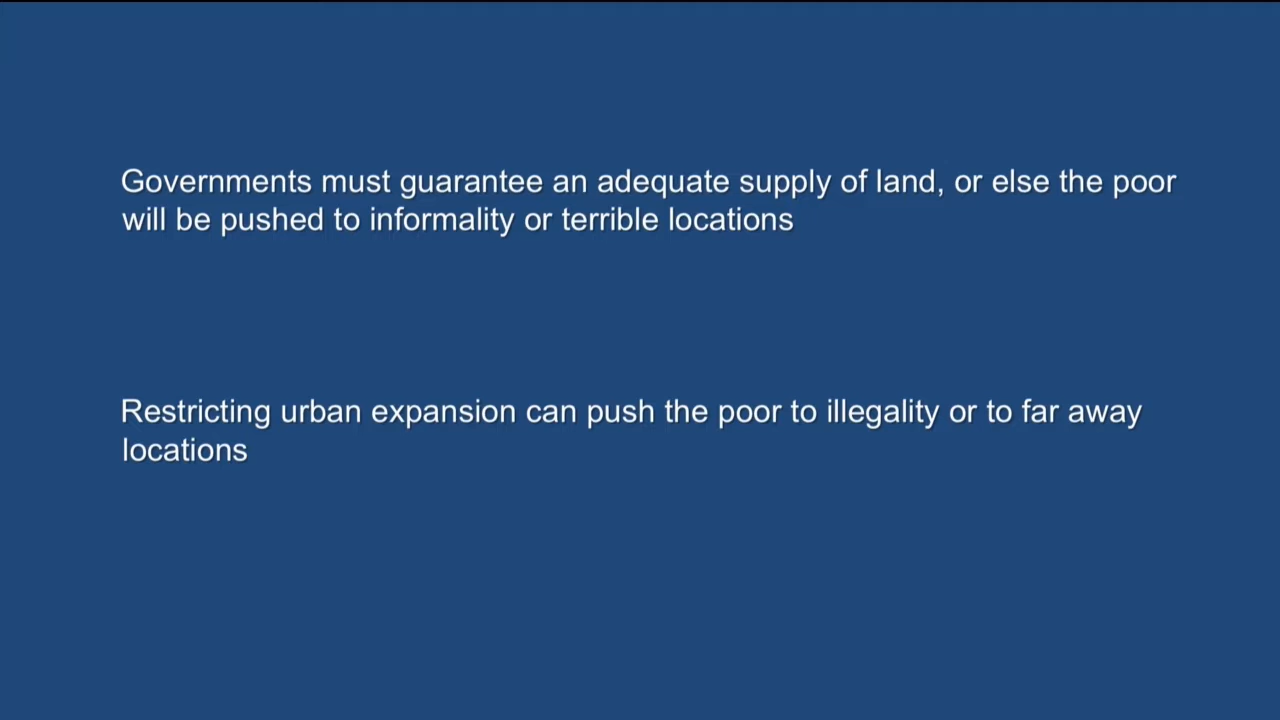 Governments must guarantee an adequate supply of land, or else the poor
will be pushed to informality or terrible locations
Restricting urban expansion can push the poor to illegality or to far away
locations